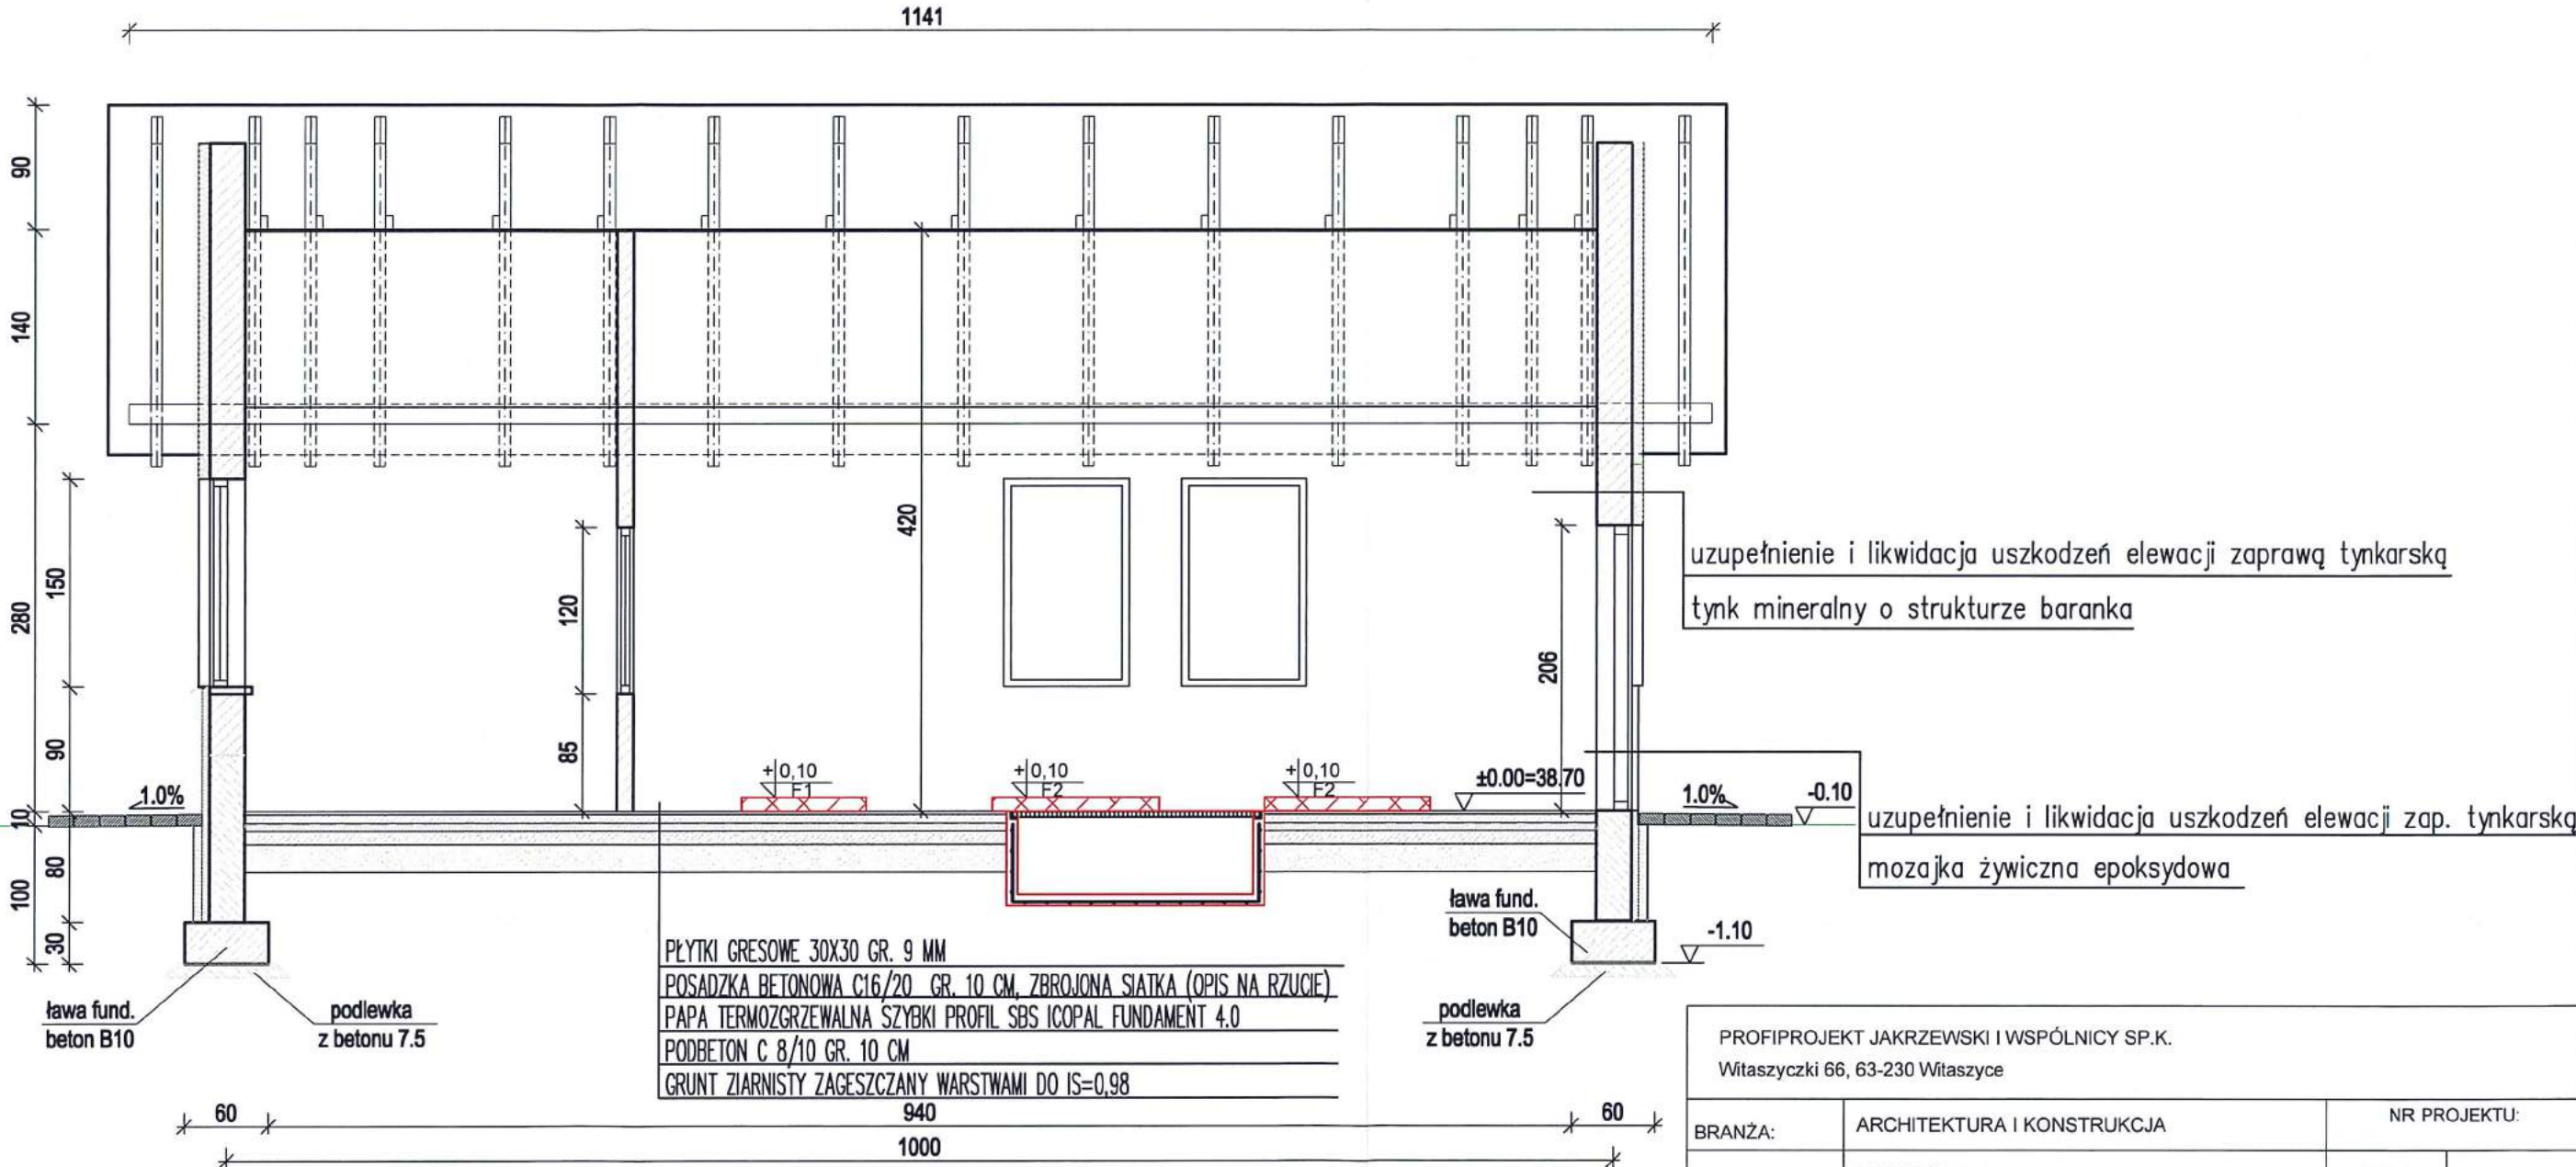 1141
90
140
280
10
100
150
90
80
30
120
85
420
206
1.0%
+0,10
F1
+0,10
F2
+0,10
F2
±0.00=38.70
1.0%
-0.10
-1.10
uzupełnienie i likwidacja uszkodzeń elewacji zaprawą tynkarską
tynk mineralny o strukturze baranka
uzupełnienie i likwidacja uszkodzeń elewacji zap. tynkarską
mozajka żywiczna epoksydowa
ława fund.
beton B10
podlewka
z betonu 7.5
PŁYTKI GRESOWE 30X30 GR. 9 MM
POSADZKA BETONOWA C16/20 GR. 10 CM, ZBROJONA SIATKA (OPIS NA RZUCIE)
PAPA TERMOZGRZEWALNA SZYBKI PROFIL SBS ICOPAL FUNDAMENT 4.0
PODBETON C 8/10 GR. 10 CM
GRUNT ZIARNISTY ZAGESZCZANY WARSTWAMI DO IS=0,98
ława fund.
beton B10
podlewka
z betonu 7.5
60
940
60
1000
PROFIPROJEKT JAKRZEWSKI I WSPÓLNICY SP.K.
Witaszyczki 66, 63-230 Witaszyce
BRANŻA:
ARCHITEKTURA I KONSTRUKCJA
NR PROJEKTU: